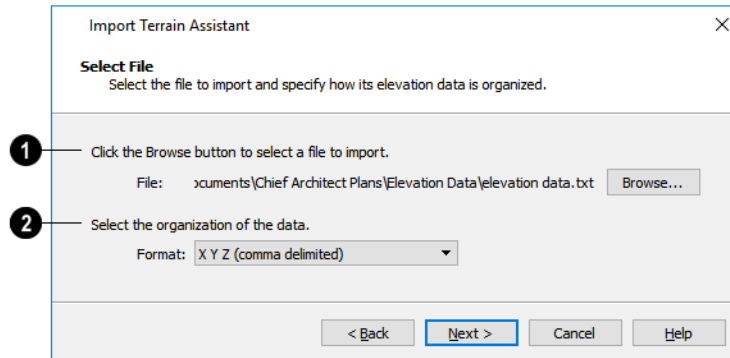 Import Terrain Assistant
Select File
Select the file to import and specify how its elevation data is organized.
1 Click the Browse button to select a file to import.
File: ocuments\Chief Architect Plans\Elevation Data\elevation data.txt Browse...
2 Select the organization of the data.
Format: X Y Z (comma delimited)
< Back Next > Cancel Help